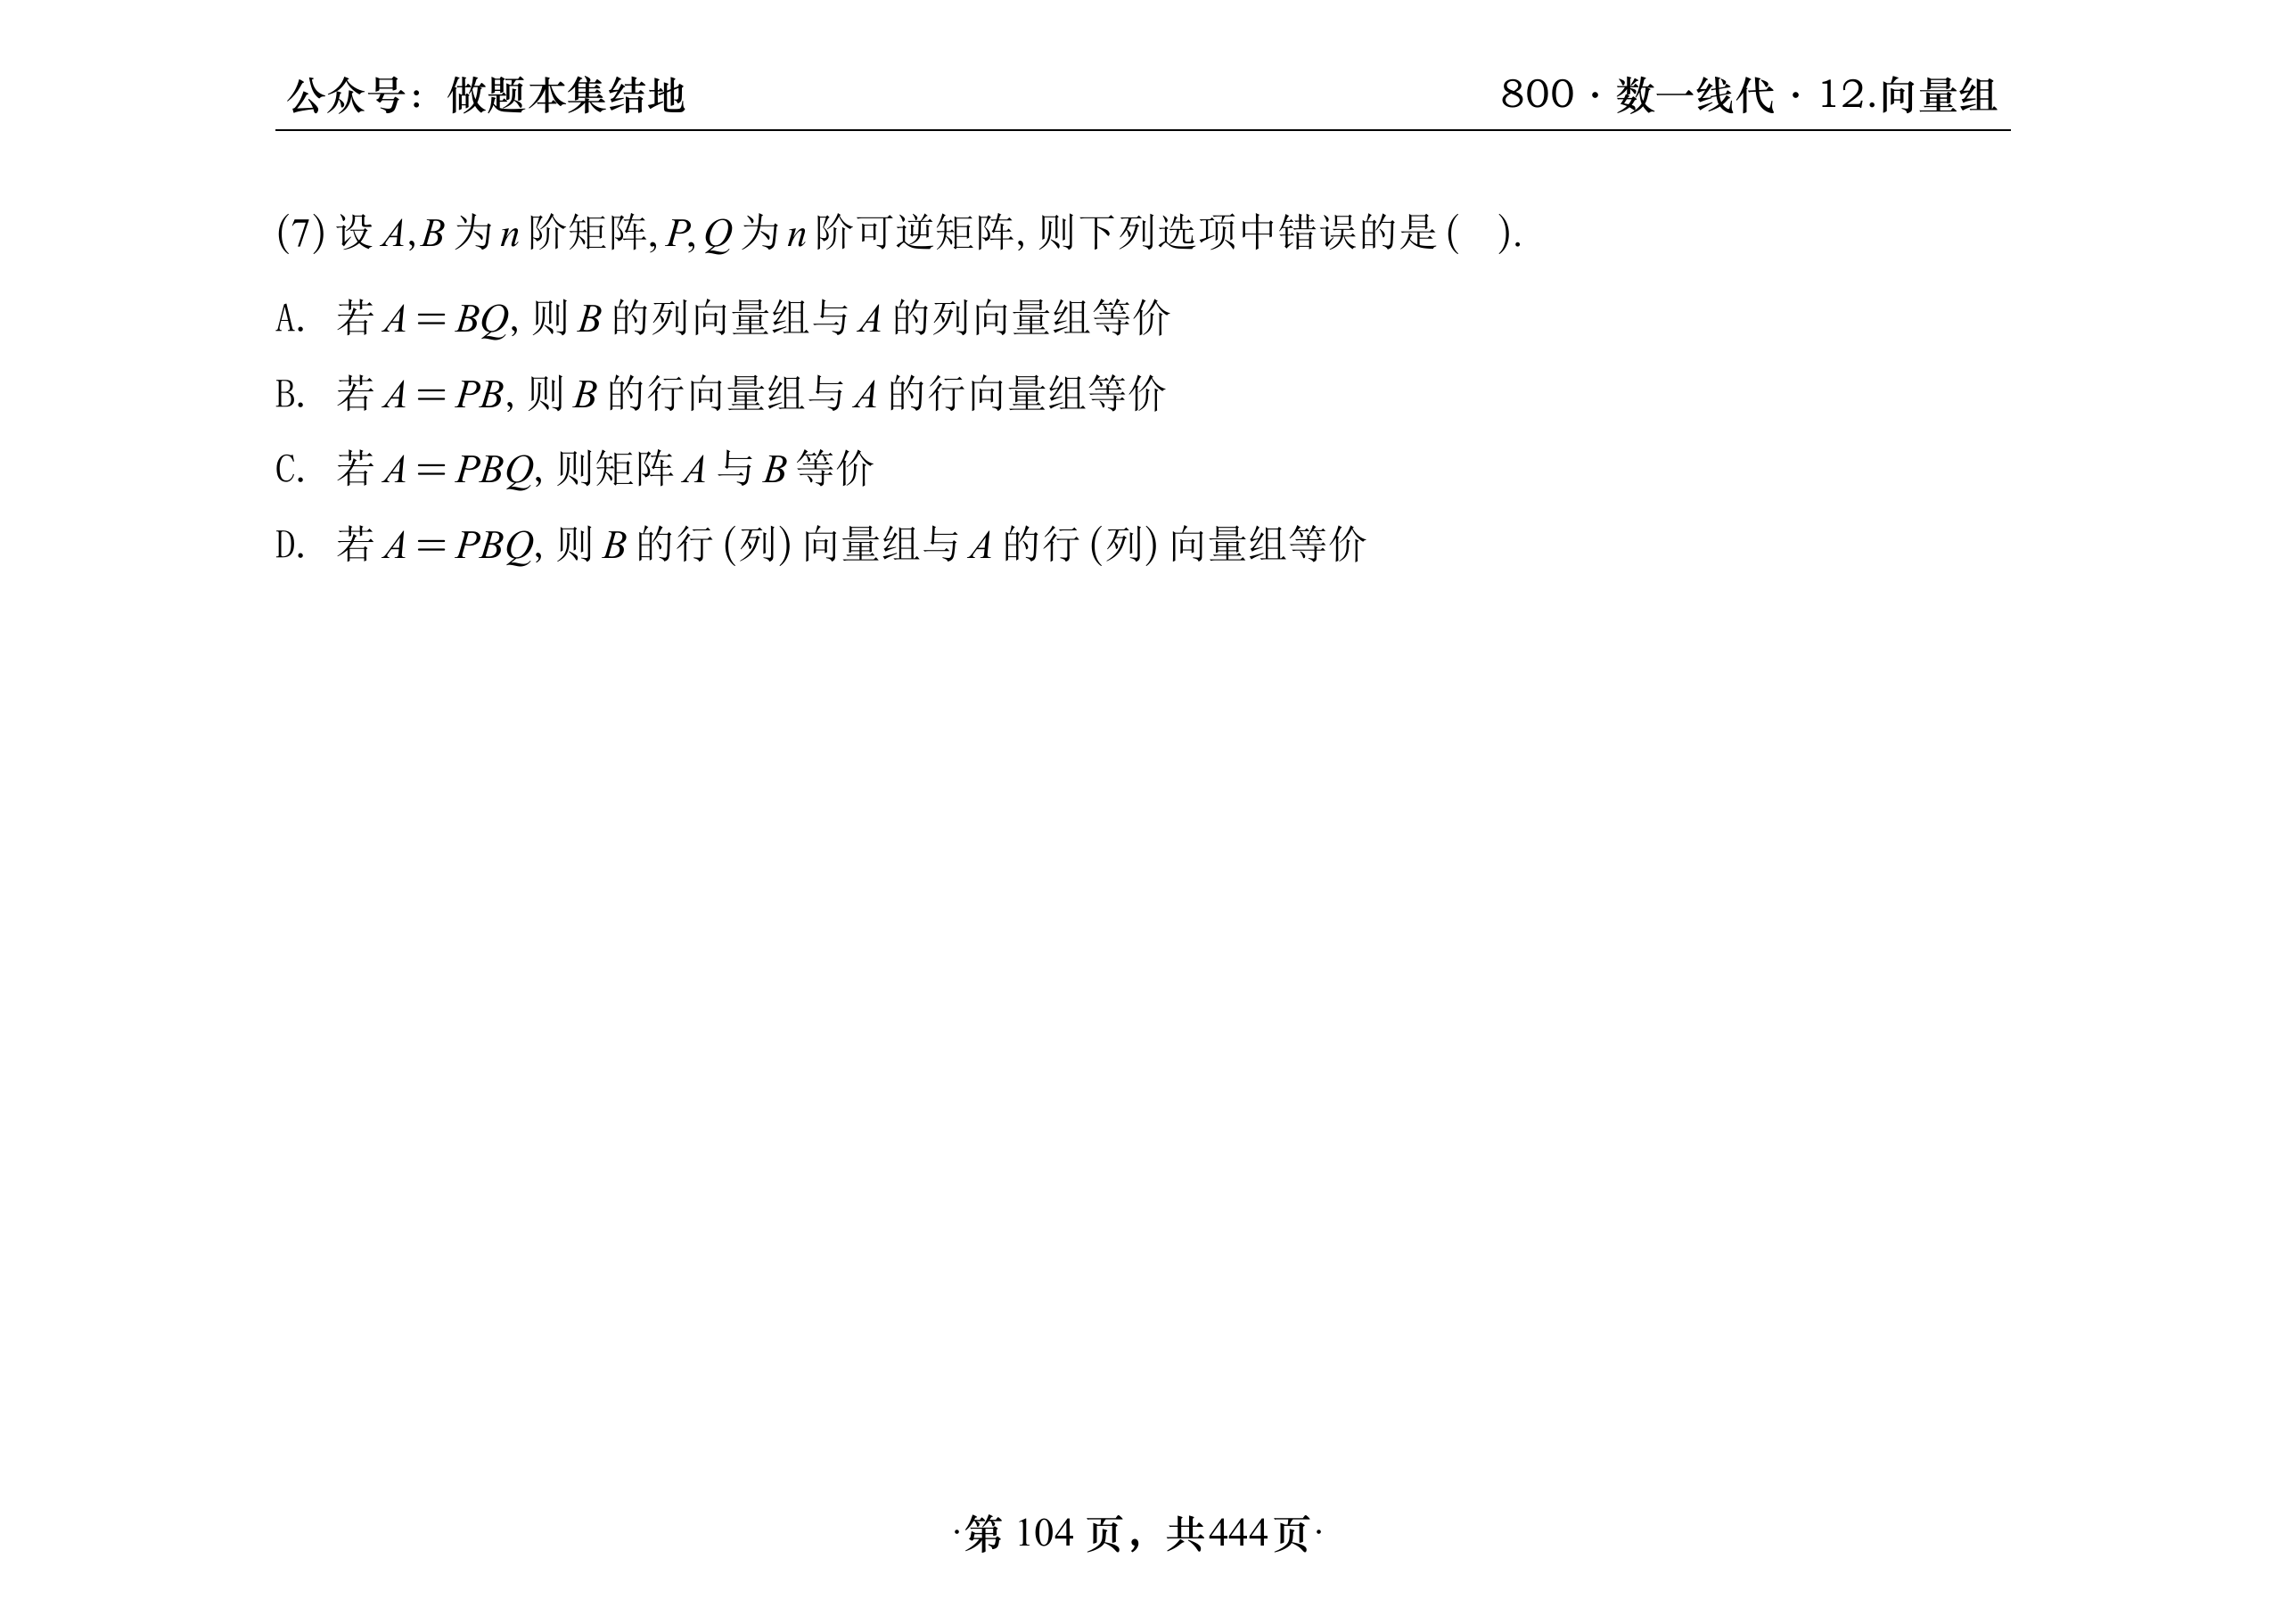 公众号：做题本集结地
800 · 数一线代 · 12.向量组
(7) 设 A,B 为 n 阶矩阵, P, Q 为 n 阶可逆矩阵, 则下列选项中错误的是 (   ).
A. 若 A = BQ, 则 B 的列向量组与 A 的列向量组等价
B. 若 A = PB, 则 B 的行向量组与 A 的行向量组等价
C. 若 A = PBQ, 则矩阵 A 与 B 等价
D. 若 A = PBQ, 则 B 的行 (列) 向量组与 A 的行 (列) 向量组等价
·第 104 页，共444页·